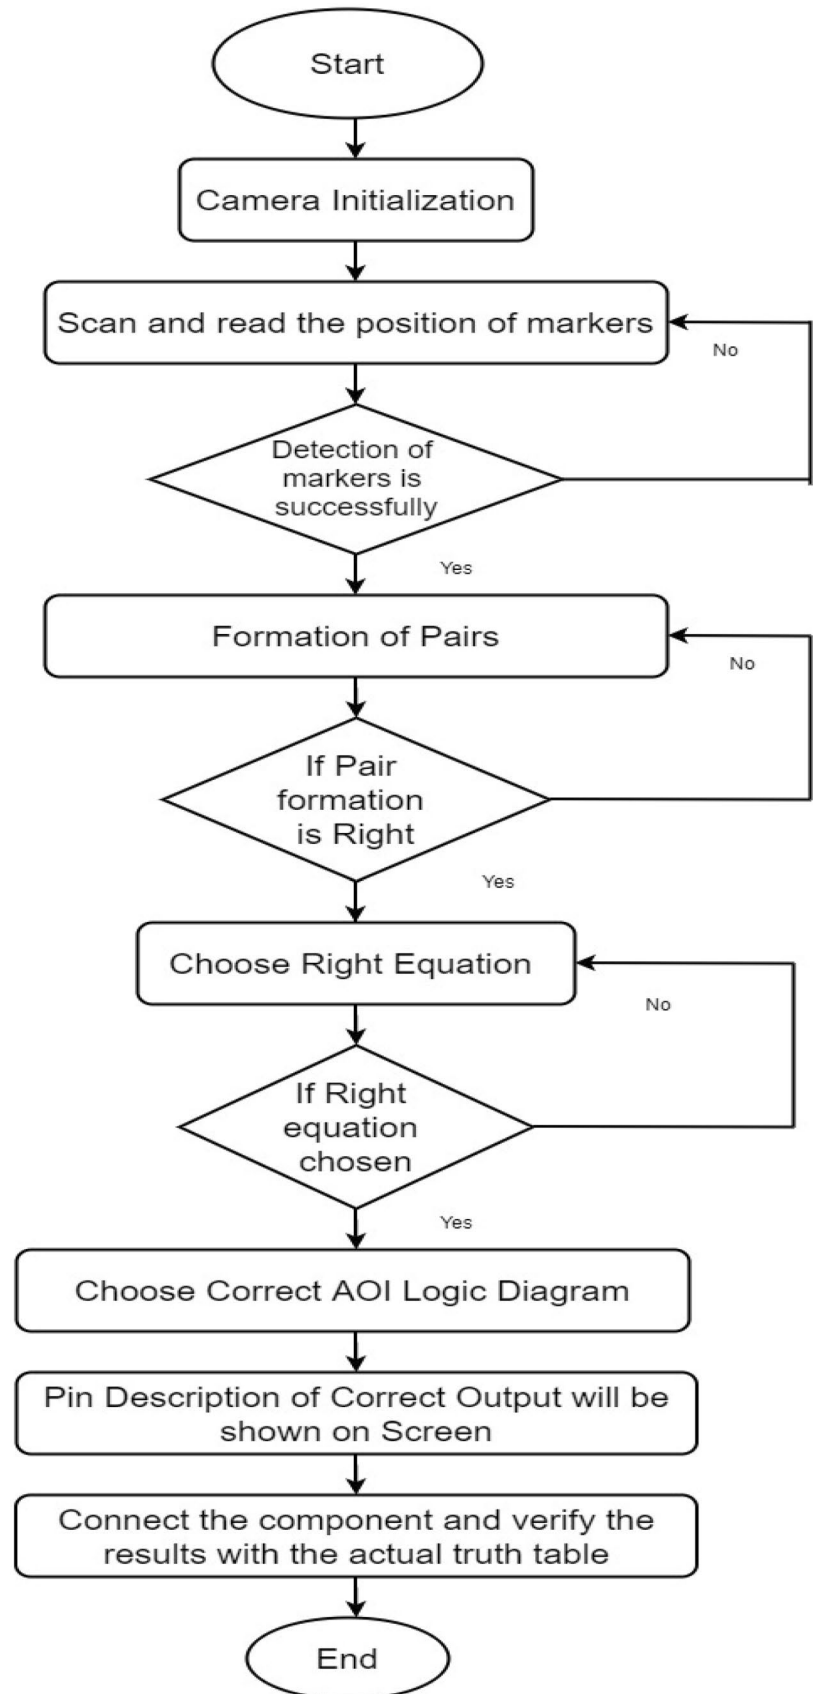 Start
Camera Initialization
Scan and read the position of markers
No
Detection of
markers is
successfully
Yes
Formation of Pairs
No
If Pair
formation
is Right
Yes
Choose Right Equation
No
If Right
equation
chosen
Yes
Choose Correct AOI Logic Diagram
Pin Description of Correct Output will be
shown on Screen
Connect the component and verify the
results with the actual truth table
End